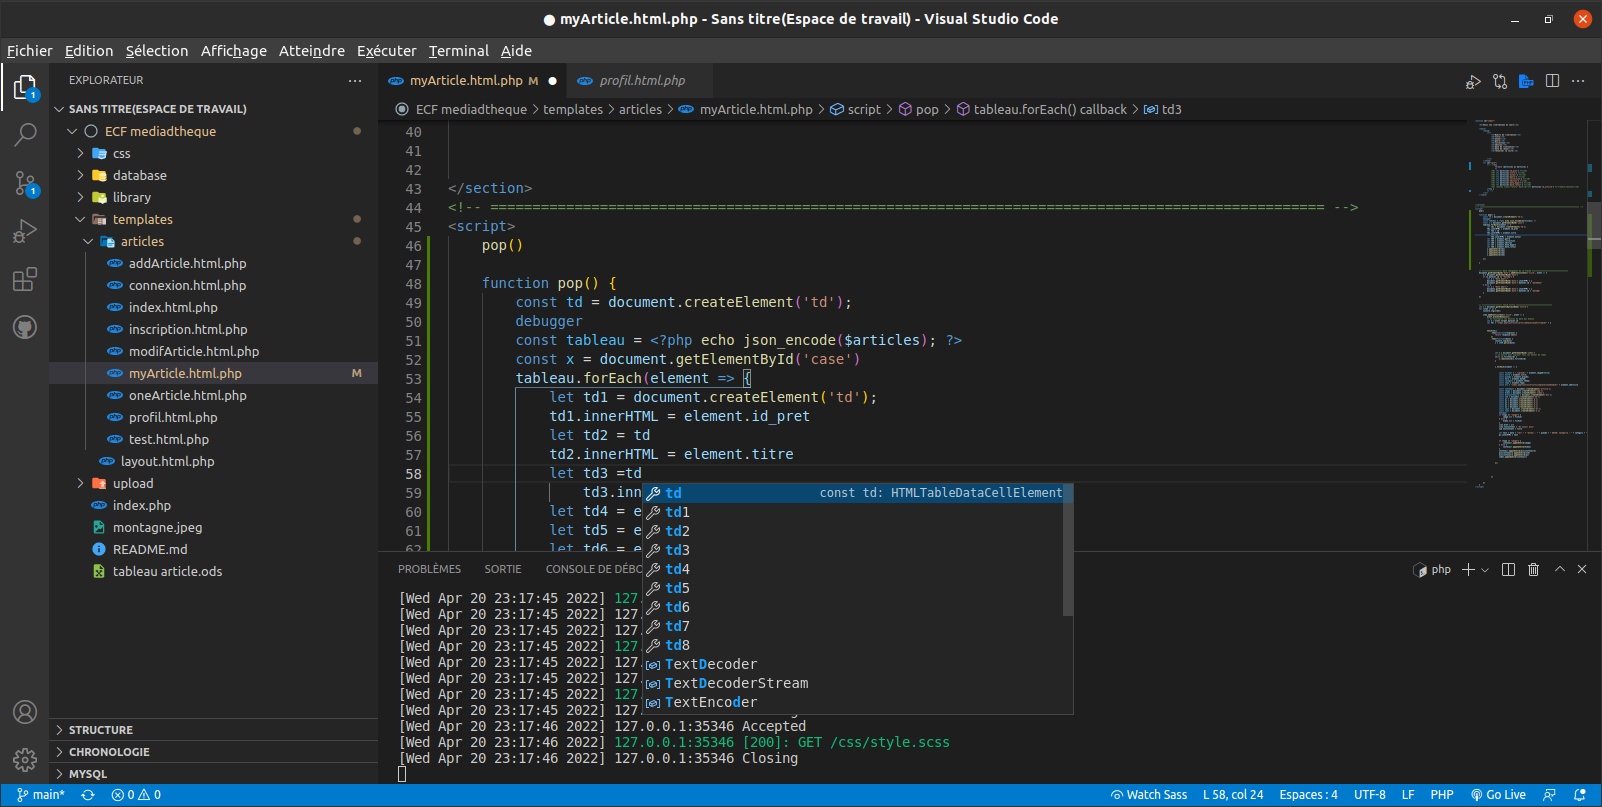 myArticle.html.php - Sans titre(Espace de travail) - Visual Studio Code
Fichier Edition Sélection Affichage Atteindre Exécuter Terminal Aide
EXPLORATEUR
SANS TITRE(ESPACE DE TRAVAIL)
ECF mediadtheque
css
database
library
templates
articles
addArticle.html.php
connexion.html.php
index.html.php
inscription.html.php
modifArticle.html.php
myArticle.html.php M
oneArticle.html.php
profil.html.php
test.html.php
layout.html.php
upload
index.php
montagne.jpeg
README.md
tableau article.ods
STRUCTURE
CHRONOLOGIE
MYSQL
myArticle.html.php M
profil.html.php
ECF mediadtheque > templates > articles > myArticle.html.php > script > pop > tableau.forEach() callback > td3
40
41
42
43 </section>
44 <!-- =================================================================================================== -->
45 <script>
46 pop()
47
48 function pop() {
49 const td = document.createElement('td');
50 debugger
51 const tableau = <?php echo json_encode($articles); ?>
52 const x = document.getElementById('case')
53 tableau.forEach(element => {
54 let td1 = document.createElement('td');
55 td1.innerHTML = element.id_pret
56 let td2 = td
57 td2.innerHTML = element.titre
58 let td3 =td
59 td3.inn
60 let td4 = e
61 let td5 = e
62 let td6 = e
td const td: HTMLTableDataCellElement
td1
td2
td3
td4
td5
td6
td7
td8
TextDecoder
TextDecoderStream
TextEncoder
PROBLÈMES SORTIE CONSOLE DE DÉBO
php
[Wed Apr 20 23:17:45 2022] 127.
[Wed Apr 20 23:17:45 2022] 127.
[Wed Apr 20 23:17:45 2022] 127.
[Wed Apr 20 23:17:45 2022] 127.
[Wed Apr 20 23:17:45 2022] 127.
[Wed Apr 20 23:17:45 2022] 127.
[Wed Apr 20 23:17:45 2022] 127.
[Wed Apr 20 23:17:45 2022] 127.
[Wed Apr 20 23:17:46 2022] 127.0.0.1:35346 Accepted
[Wed Apr 20 23:17:46 2022] 127.0.0.1:35346 [200]: GET /css/style.scss
[Wed Apr 20 23:17:46 2022] 127.0.0.1:35346 Closing
main* 0 0 Watch Sass L 58, col 24 Espaces : 4 UTF-8 LF PHP Go Live